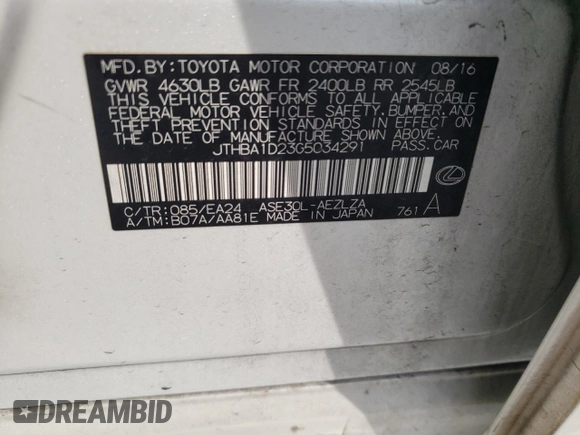 MFD.BY:TOYOTA MOTOR CORPORATION 08/16
GVWR 4630LB GAWR FR 2400LB RR 2545LB
THIS VEHICLE CONFORMS TO ALL APPLICABLE
FEDERAL MOTOR VEHICLE SAFETY,BUMPER,AND
THEFT PREVENTION STANDARDS IN EFFECT ON
THE DATE OF MANUFACTURE SHOWN ABOVE.
JTHBA1D23G5034291 PASS.CAR
C/TR:085/EA24 ASE30L-AEZLZA
A/TM:B07A/AA81E MADE IN JAPAN 761 A
DREAMBID